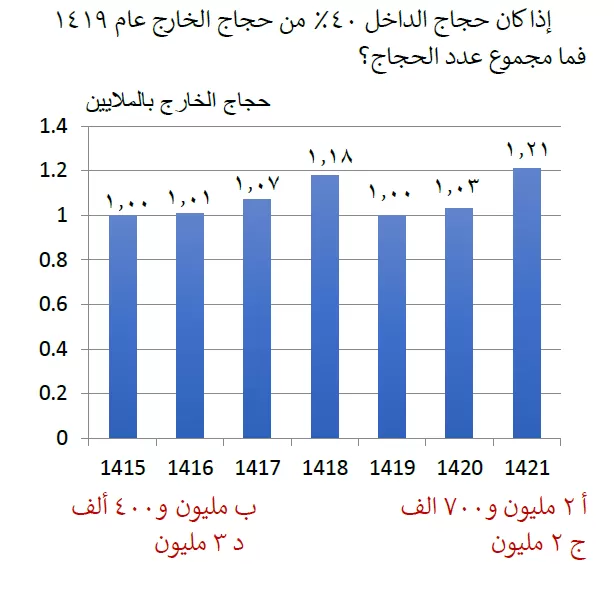 إذا كان حجاج الداخل ٤٠٪ من حجاج الخارج عام ١٤١٩
فما مجموع عدد الحجاج؟
حجاج الخارج بالملايين
1.4
1.2
1
0.8
0.6
0.4
0.2
0
١,٠٠ ١,٠١ ١,٠٧ ١,١٨ ١,٠٠ ١,٠٣ ١,٢١
1415 1416 1417 1418 1419 1420 1421
أ ٢ مليون و٧٠٠ الف ب مليون و٤٠٠ ألف
ج ٢ مليون د ٣ مليون